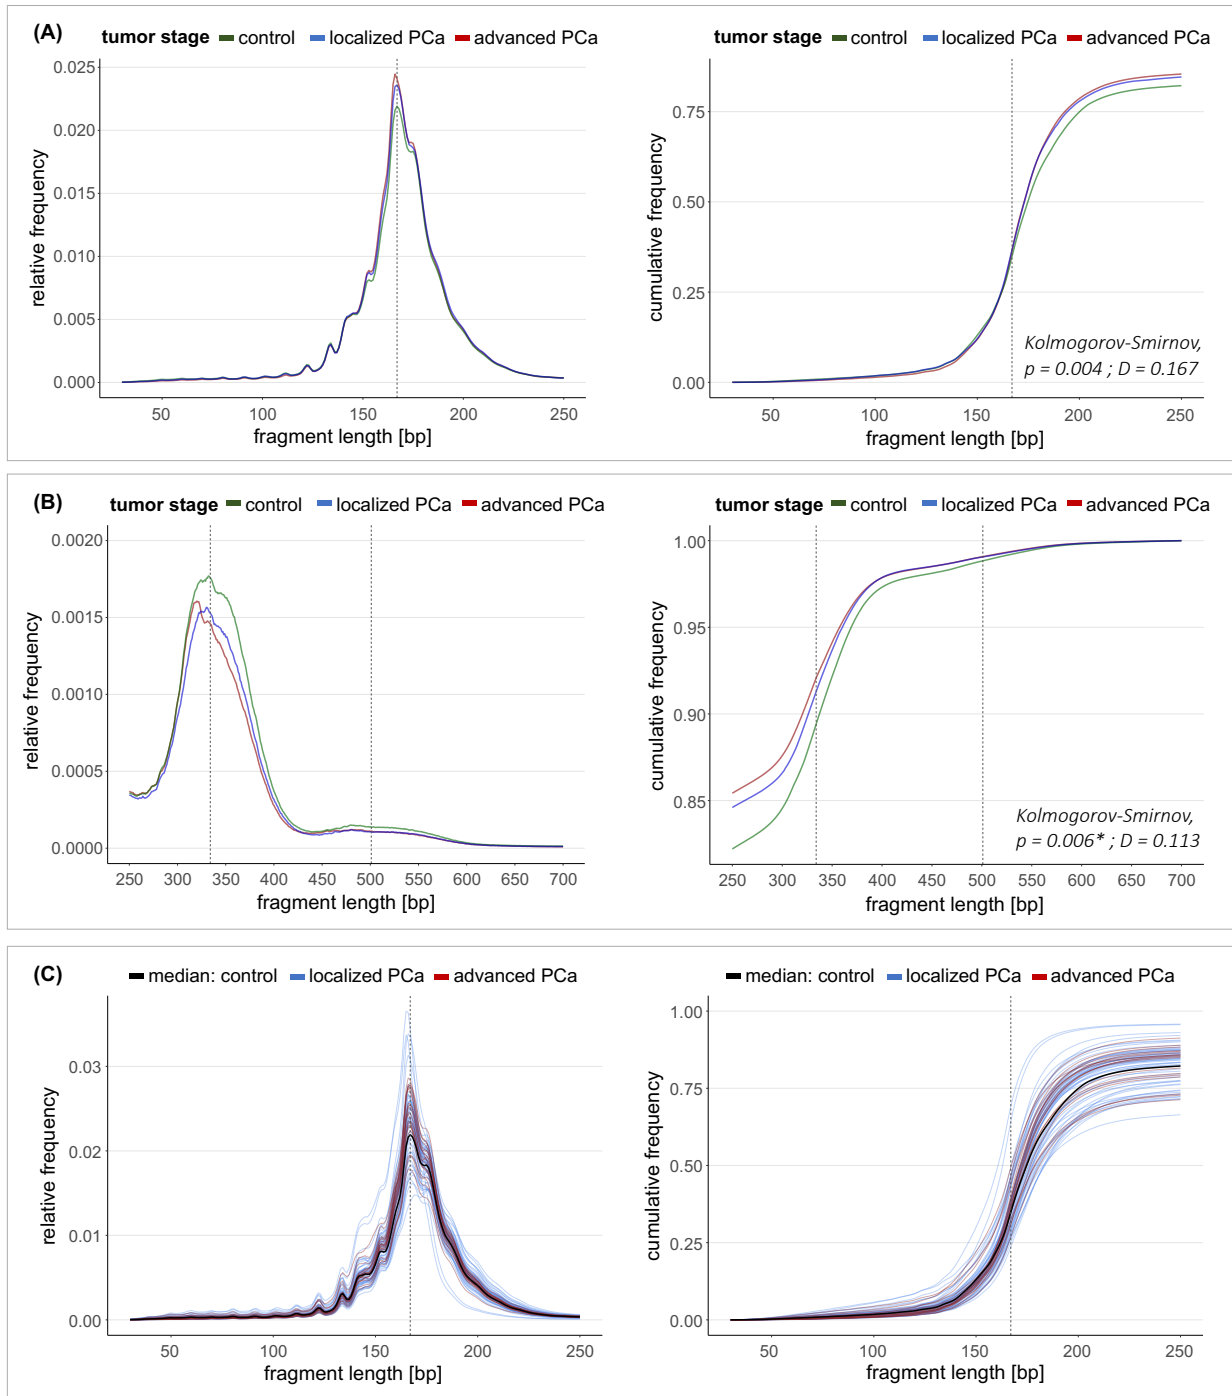 (A)
tumor stage control localized PCa advanced PCa
0.025
0.020
0.015
0.010
0.005
0.000
relative frequency
50 100 150 200 250
fragment length [bp]
tumor stage control localized PCa advanced PCa
0.75
0.50
0.25
0.00
cumulative frequency
Kolmogorov-Smirnov,
p = 0.004 ; D = 0.167
50 100 150 200 250
fragment length [bp]
(B)
tumor stage control localized PCa advanced PCa
0.0020
0.0015
0.0010
0.0005
0.0000
relative frequency
250 300 350 400 450 500 550 600 650 700
fragment length [bp]
tumor stage control localized PCa advanced PCa
1.00
0.95
0.90
0.85
cumulative frequency
Kolmogorov-Smirnov,
p = 0.006* ; D = 0.113
250 300 350 400 450 500 550 600 650 700
fragment length [bp]
(C)
median: control localized PCa advanced PCa
0.03
0.02
0.01
0.00
relative frequency
50 100 150 200 250
fragment length [bp]
median: control localized PCa advanced PCa
1.00
0.75
0.50
0.25
0.00
cumulative frequency
50 100 150 200 250
fragment length [bp]